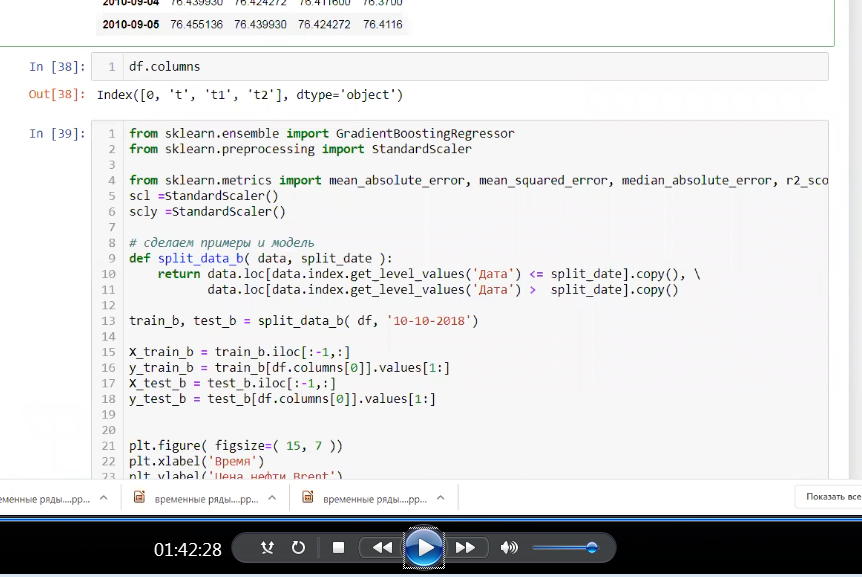 2010-09-04 76.439930 76.424272 76.411600 76.3700
2010-09-05 76.455136 76.439930 76.424272 76.4116
In [38]: 1 df.columns
Out[38]: Index([0, 't', 't1', 't2'], dtype='object')
In [39]: 1 from sklearn.ensemble import GradientBoostingRegressor
2 from sklearn.preprocessing import StandardScaler
3
4 from sklearn.metrics import mean_absolute_error, mean_squared_error, median_absolute_error, r2_sco
5 scl =StandardScaler()
6 scly =StandardScaler()
7
8 # сделаем примеры и модель
9 def split_data_b( data, split_date ):
10 return data.loc[data.index.get_level_values('Дата') <= split_date].copy(), \
11 data.loc[data.index.get_level_values('Дата') > split_date].copy()
12
13 train_b, test_b = split_data_b( df, '10-10-2018')
14
15 X_train_b = train_b.iloc[:-1,:]
16 y_train_b = train_b[df.columns[0]].values[1:]
17 X_test_b = test_b.iloc[:-1,:]
18 y_test_b = test_b[df.columns[0]].values[1:]
19
20
21 plt.figure( figsize=( 15, 7 ))
22 plt.xlabel('Время')
23 plt.ylabel('Цена нефти Brent')
еменные ряды....pp...
временные ряды....pp...
временные ряды....pp...
Показать все
01:42:28